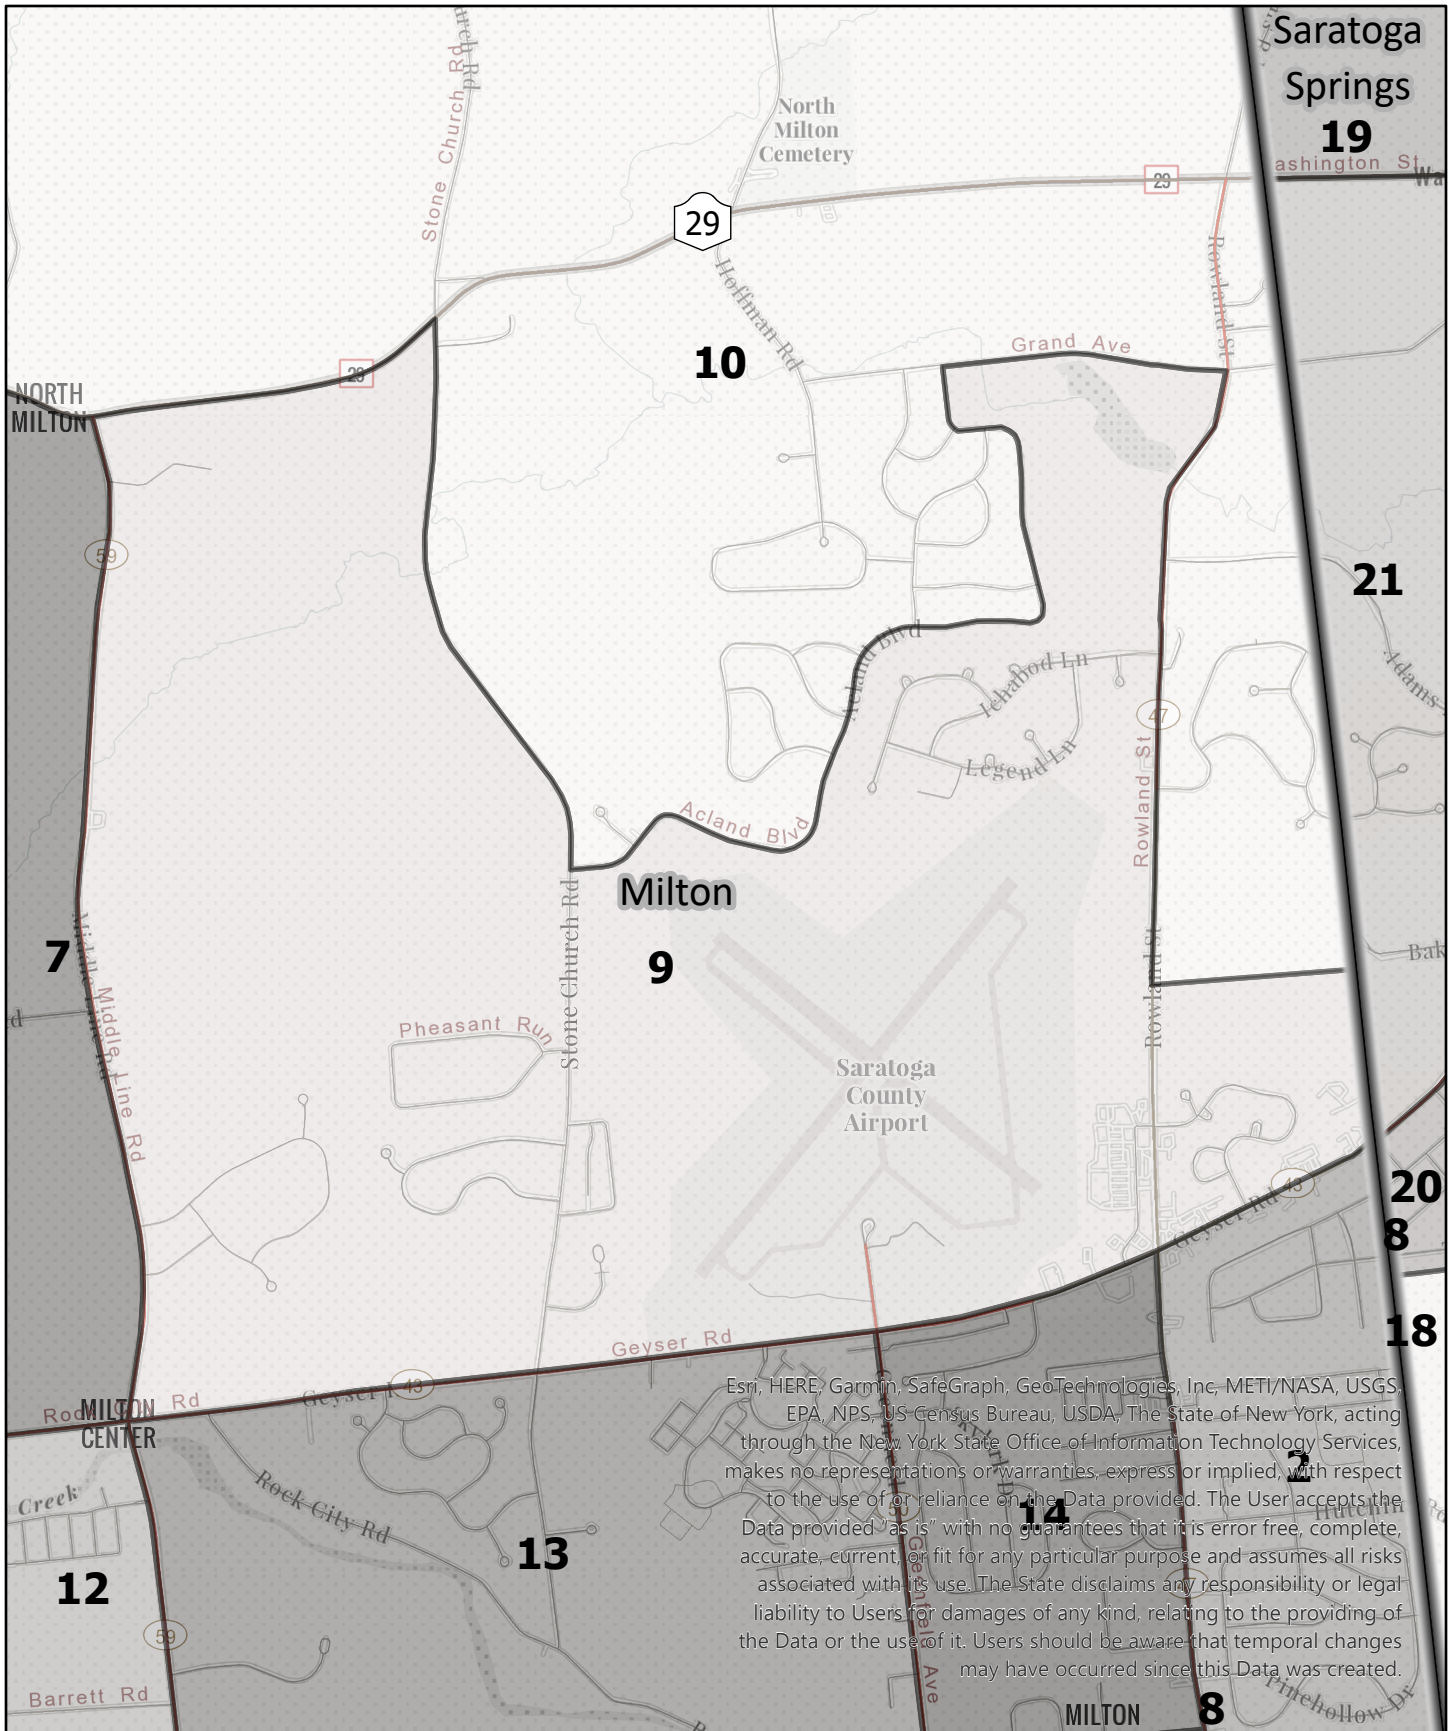 Saratoga
Springs
19
Stone Church Rd
North
Milton
Cemetery
ashington St
29
29
Rowland St
Hoffman Rd
Grand Ave
10
29
NORTH
MILTON
59
21
Acland Blvd
Ichabod Ln
Adams
47
Legend Ln
Acland Blvd
Rowland St
Milton
Stone Church Rd
7
9
Bak
Rowland St
Middle Line Rd
Middle Line Rd
Pheasant Run
Saratoga
County
Airport
20
43
Geyser Rd
8
18
Geyser Rd
43
MILTON
CENTER
Rd
Creek
Rock City Rd
13
12
14
2
Hutchin
59
Barrett Rd
Greenfield Ave
Pinehollow Dr
MILTON
8
Esri, HERE, Garmin, SafeGraph, GeoTechnologies, Inc, METI/NASA, USGS,
EPA, NPS, US Census Bureau, USDA, The State of New York, acting
through the New York State Office of Information Technology Services,
makes no representations or warranties, express or implied, with respect
to the use of or reliance on the Data provided. The User accepts the
Data provided "as is" with no guarantees that it is error free, complete,
accurate, current, or fit for any particular purpose and assumes all risks
associated with its use. The State disclaims any responsibility or legal
liability to Users for damages of any kind, relating to the providing of
the Data or the use of it. Users should be aware that temporal changes
may have occurred since this Data was created.